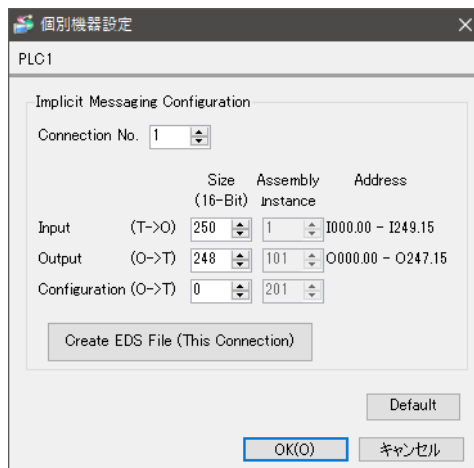 個別機器設定
PLC1
Implicit Messaging Configuration
Connection No. 1
Size Assembly Address
(16-Bit) Instance
Input (T->O) 250 1 I000.00 - I249.15
Output (O->T) 248 101 O000.00 - O247.15
Configuration (O->T) 0 201
Create EDS File (This Connection)
Default
OK(O) キャンセル